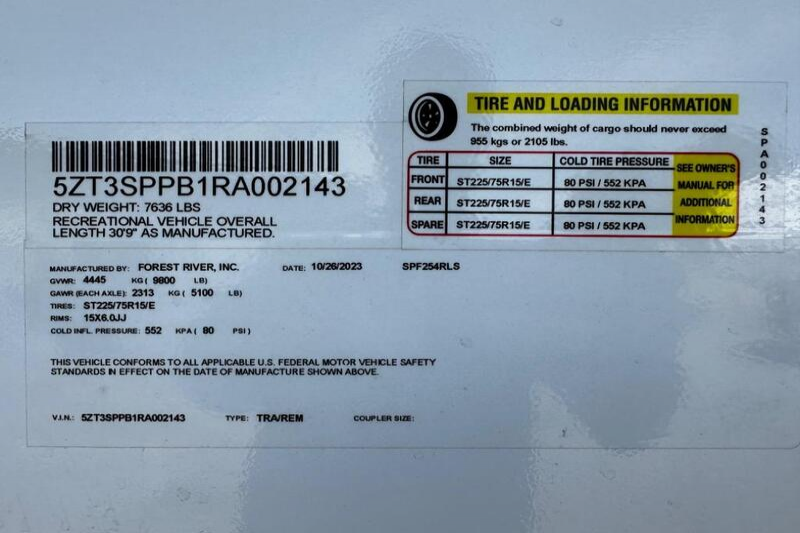 TIRE AND LOADING INFORMATION
The combined weight of cargo should never exceed
955 kgs or 2105 lbs.
TIRE SIZE COLD TIRE PRESSURE
FRONT ST225/75R15/E 80 PSI / 552 KPA
REAR ST225/75R15/E 80 PSI / 552 KPA
SPARE ST225/75R15/E 80 PSI / 552 KPA
SEE OWNER'S
MANUAL FOR
ADDITIONAL
INFORMATION
SPA002143
5ZT3SPPB1RA002143
DRY WEIGHT: 7636 LBS
RECREATIONAL VEHICLE OVERALL
LENGTH 30'9" AS MANUFACTURED.
MANUFACTURED BY: FOREST RIVER, INC. DATE: 10/26/2023 SPF254RLS
GVWR: 4445 KG ( 9800 LB)
GAWR (EACH AXLE): 2313 KG ( 5100 LB)
TIRES: ST225/75R15/E
RIMS: 15X6.0JJ
COLD INFL. PRESSURE: 552 KPA ( 80 PSI )
THIS VEHICLE CONFORMS TO ALL APPLICABLE U.S. FEDERAL MOTOR VEHICLE SAFETY
STANDARDS IN EFFECT ON THE DATE OF MANUFACTURE SHOWN ABOVE.
V.I.N.: 5ZT3SPPB1RA002143 TYPE: TRA/REM COUPLER SIZE: